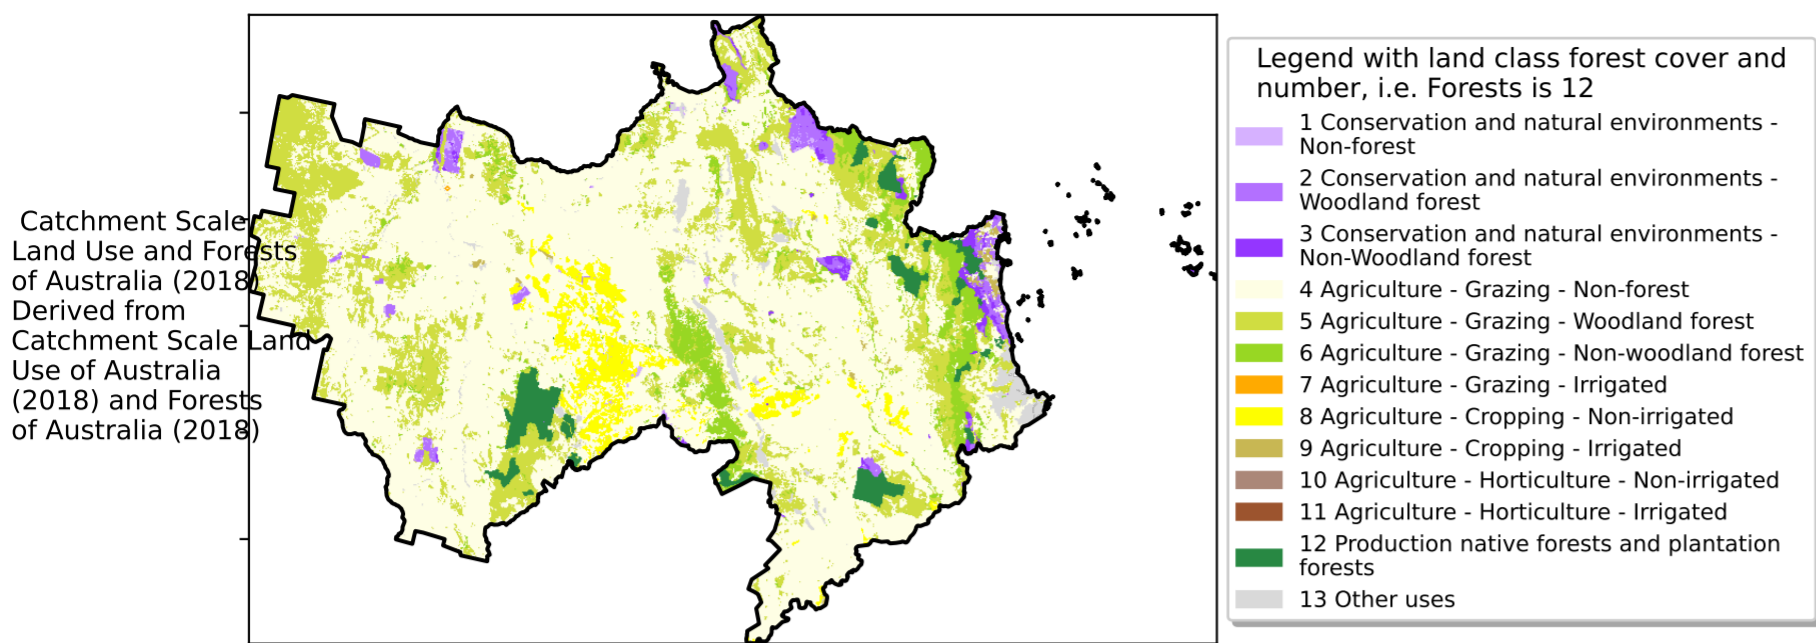 Catchment Scale
Land Use and Forests
of Australia (2018)
Derived from
Catchment Scale Land
Use of Australia
(2018) and Forests
of Australia (2018)
Legend with land class forest cover and
number, i.e. Forests is 12
1 Conservation and natural environments -
Non-forest
2 Conservation and natural environments -
Woodland forest
3 Conservation and natural environments -
Non-Woodland forest
4 Agriculture - Grazing - Non-forest
5 Agriculture - Grazing - Woodland forest
6 Agriculture - Grazing - Non-woodland forest
7 Agriculture - Grazing - Irrigated
8 Agriculture - Cropping - Non-irrigated
9 Agriculture - Cropping - Irrigated
10 Agriculture - Horticulture - Non-irrigated
11 Agriculture - Horticulture - Irrigated
12 Production native forests and plantation
forests
13 Other uses